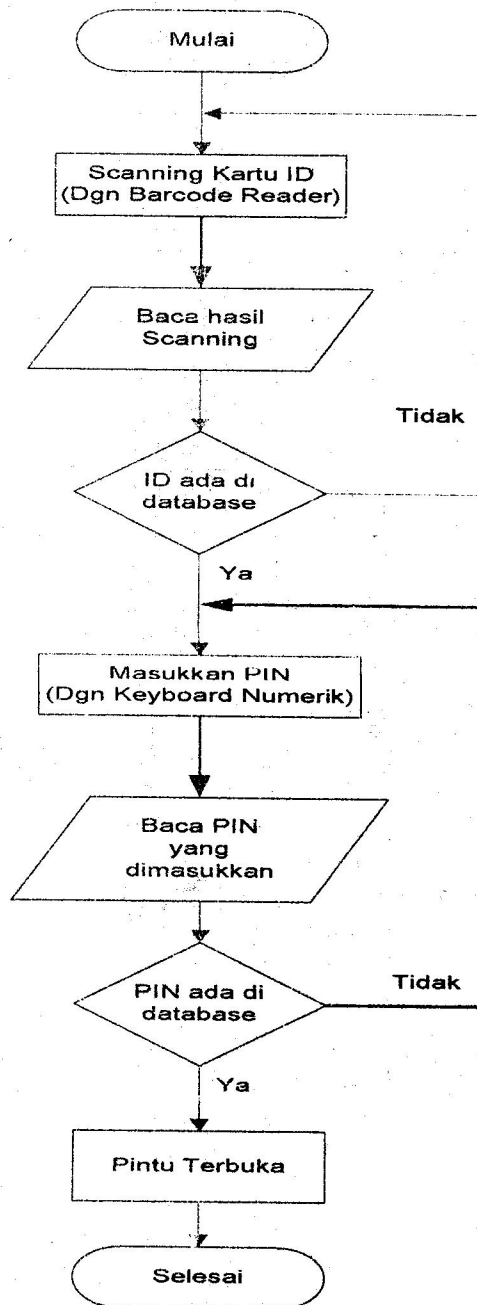 Mulai
Scanning Kartu ID
(Dgn Barcode Reader)
Baca hasil
Scanning
Tidak
ID ada di
database
Ya
Masukkan PIN
(Dgn Keyboard Numerik)
Baca PIN
yang
dimasukkan
Tidak
PIN ada di
database
Ya
Pintu Terbuka
Selesai